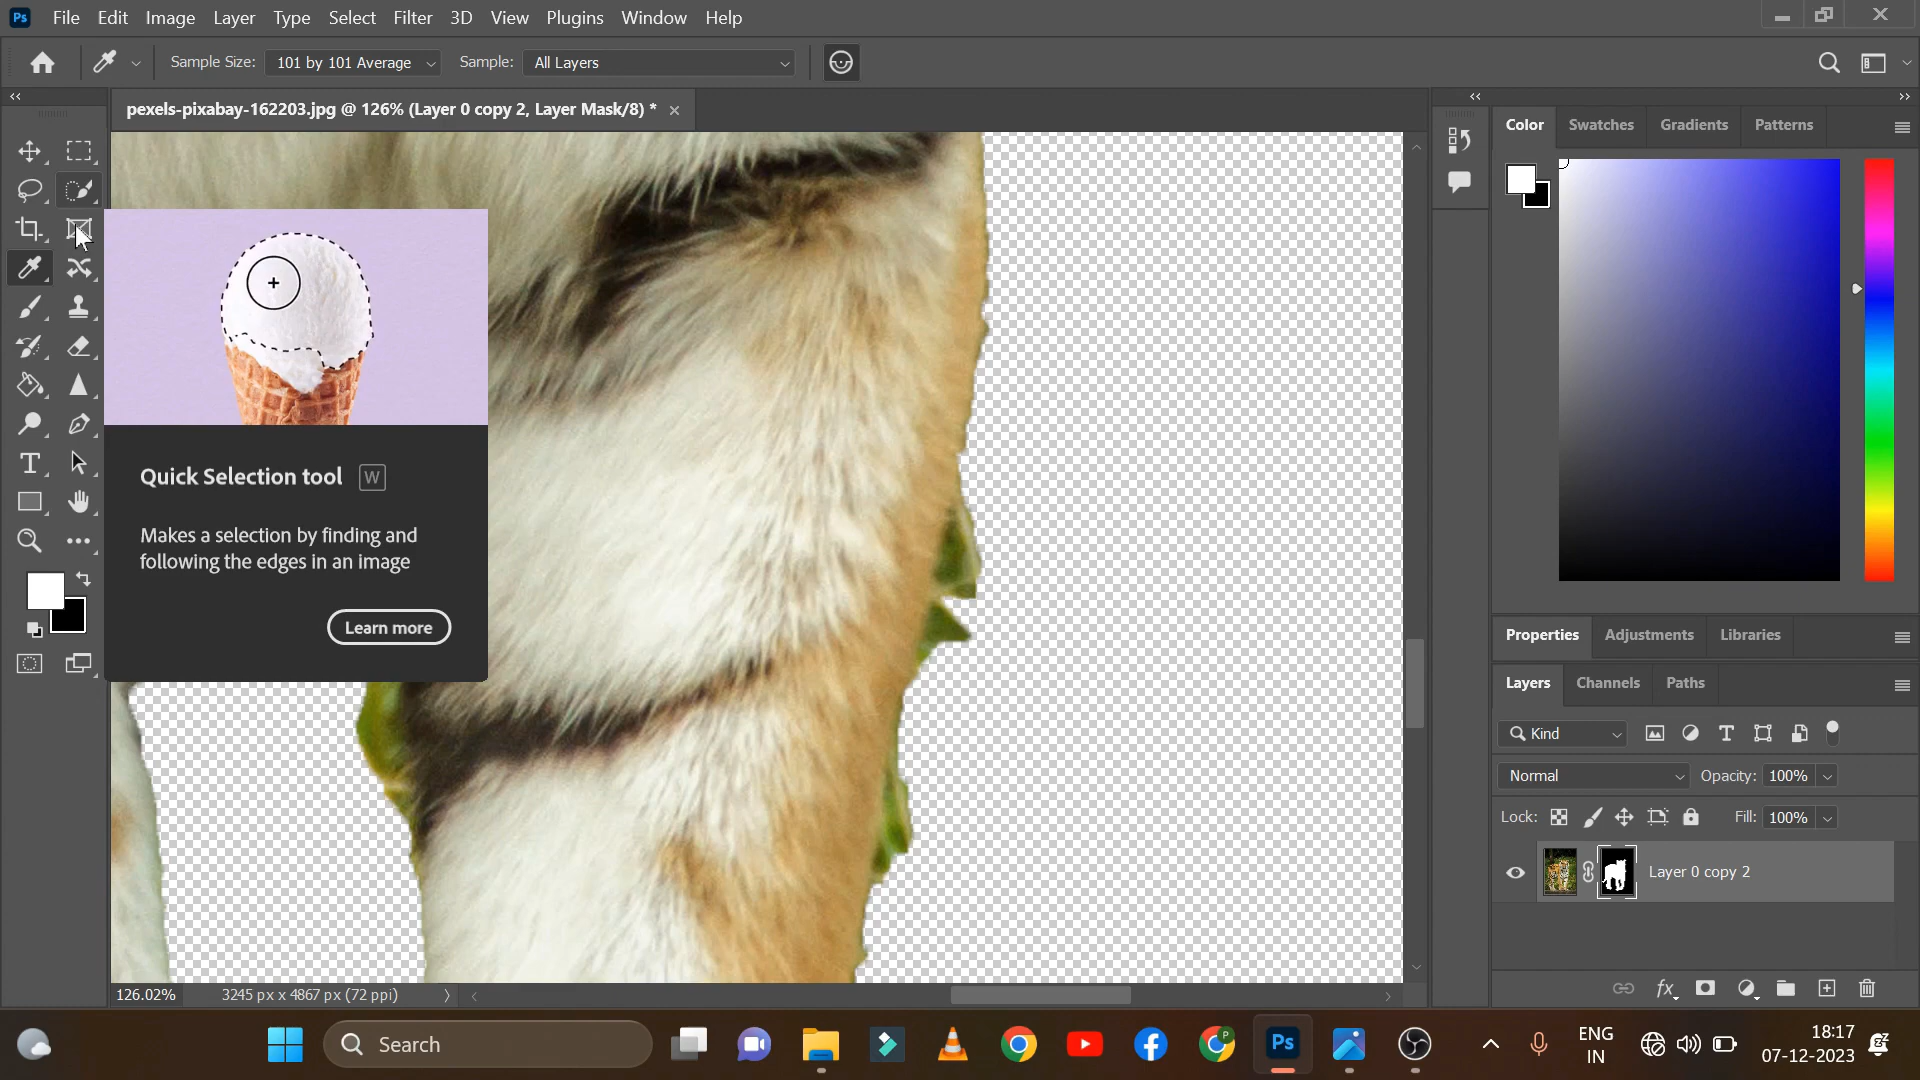 Ps File Edit Image Layer Type Select Filter 3D View Plugins Window Help
Sample Size: 101 by 101 Average Sample: All Layers
pexels-pixabay-162203.jpg @ 126% (Layer 0 copy 2, Layer Mask/8) *
Color Swatches Gradients Patterns
Quick Selection tool W
Makes a selection by finding and
following the edges in an image
Learn more
Properties Adjustments Libraries
Layers Channels Paths
Kind
Normal Opacity: 100%
Lock: Fill: 100%
Layer 0 copy 2
fx
126.02% 3245 px x 4867 px (72 ppi)
Search
P
Ps
ENG
IN
18:17
07-12-2023